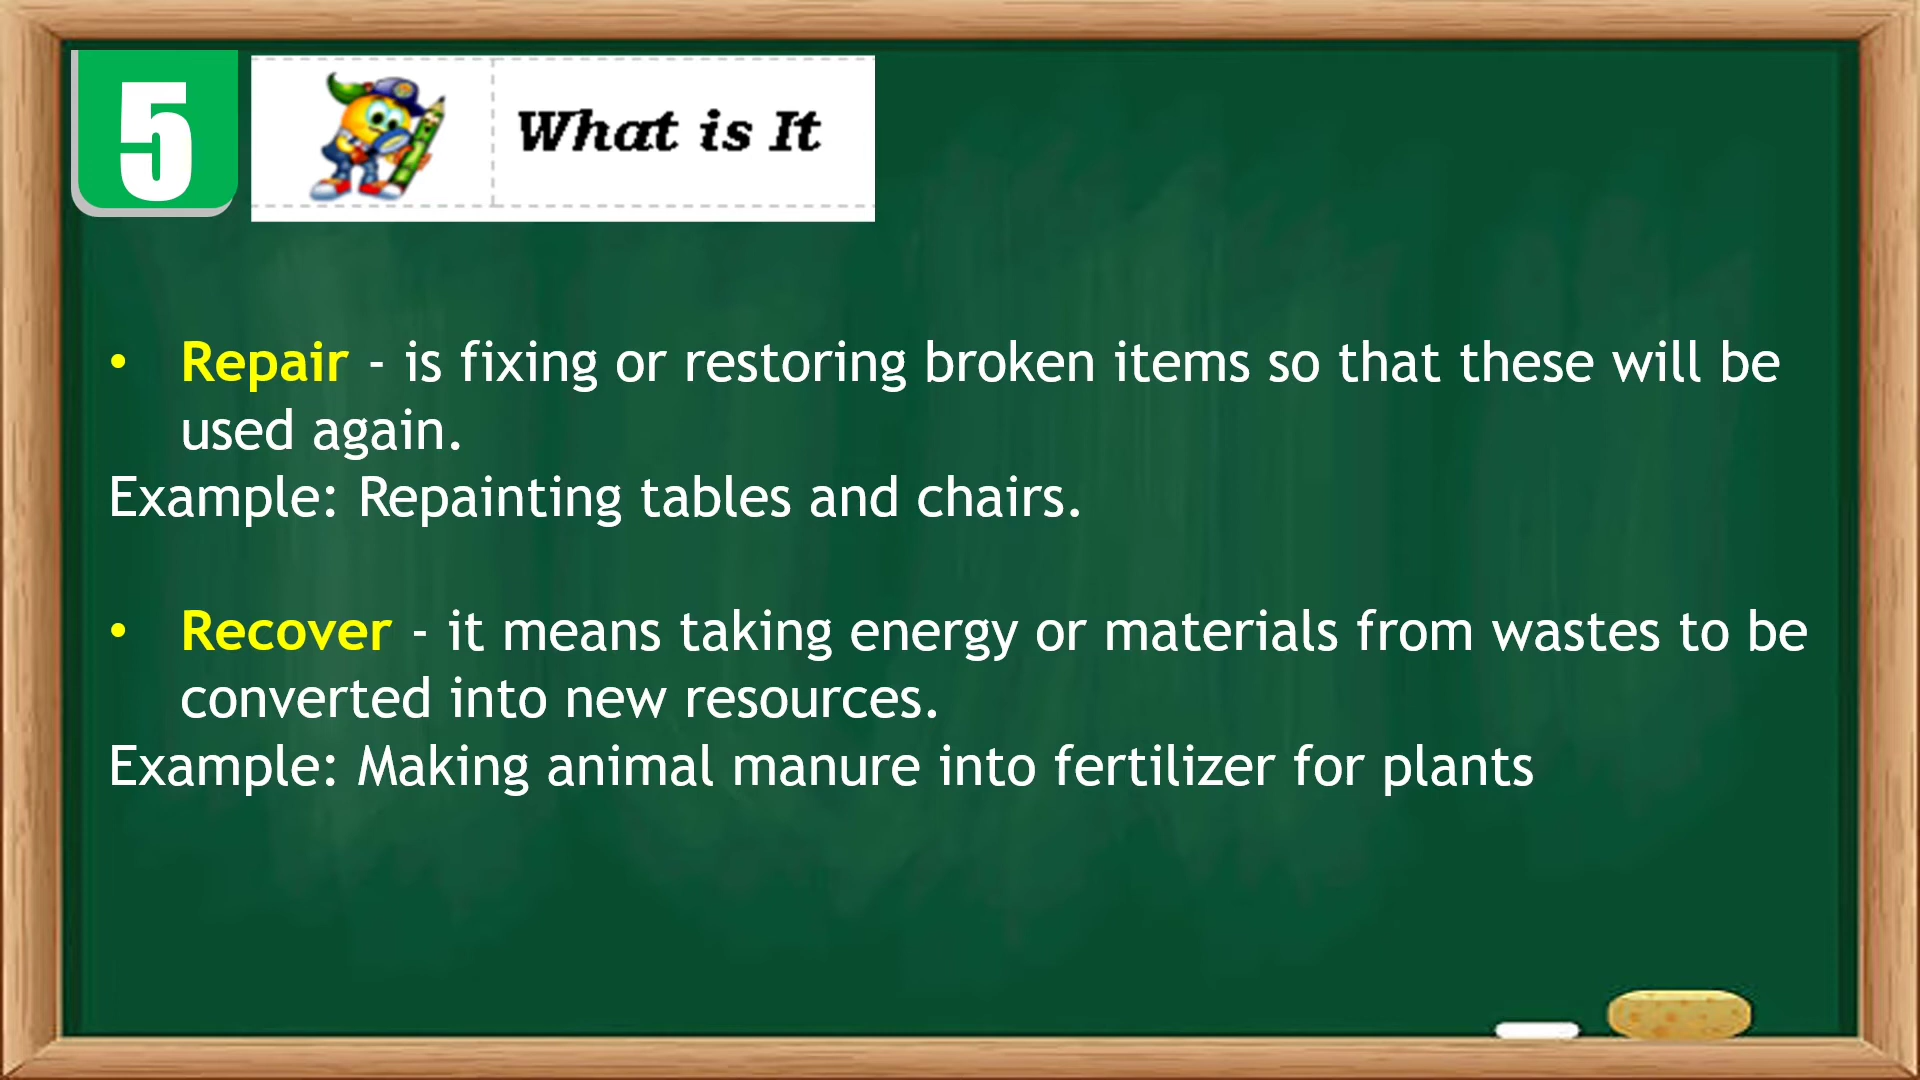 5
What is It
• Repair - is fixing or restoring broken items so that these will be
used again.
Example: Repainting tables and chairs.
• Recover - it means taking energy or materials from wastes to be
converted into new resources.
Example: Making animal manure into fertilizer for plants